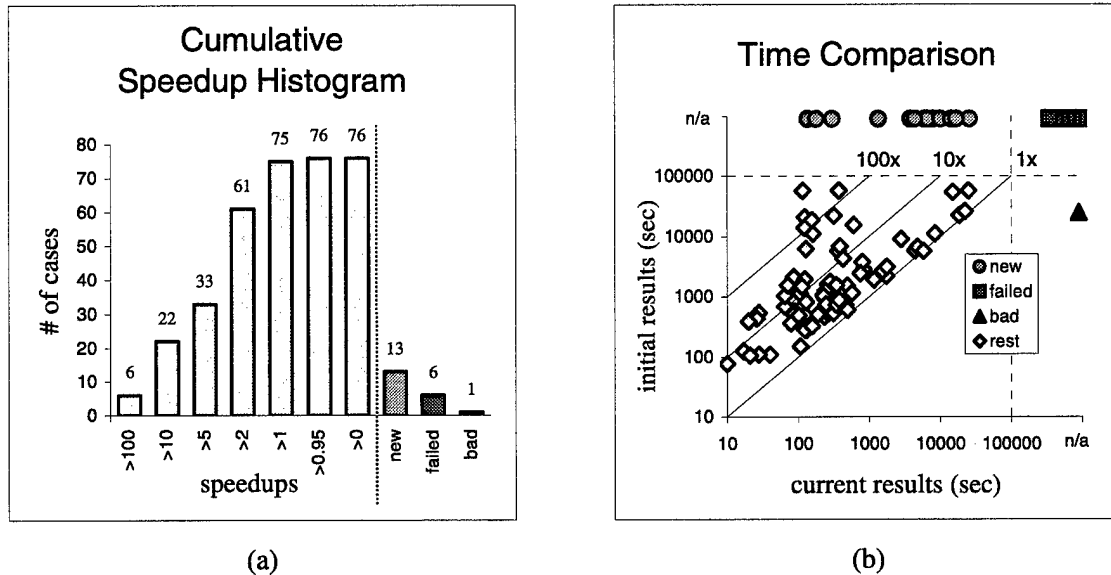 Cumulative
Speedup Histogram
# of cases
80
70
60
50
40
30
20
10
0
6
22
33
61
75
76
76
13
6
1
>100
>10
>5
>2
>1
>0.95
>0
new
failed
bad
speedups
(a)
Time Comparison
initial results (sec)
n/a
100000
10000
1000
100
10
100x
10x
1x
new
failed
bad
rest
10
100
1000
10000
100000
n/a
current results (sec)
(b)